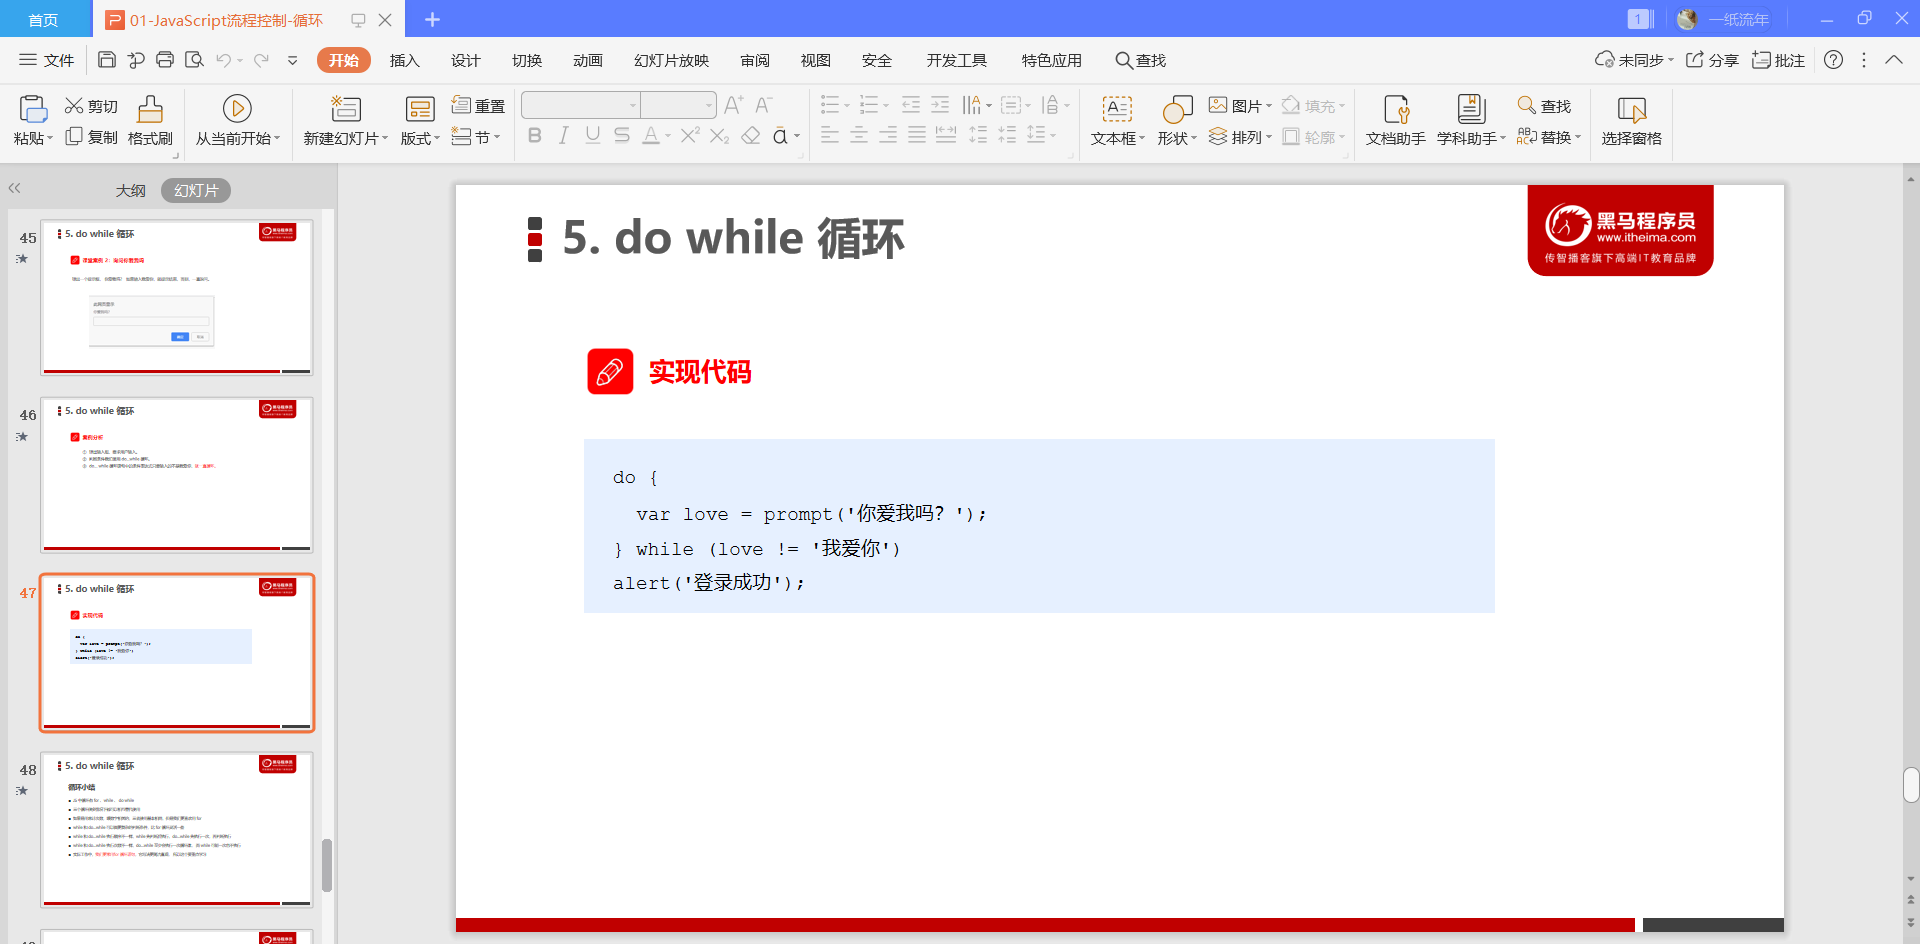 首页
01-JavaScript流程控制-循环
1
一纸流年
文件
开始
插入
设计
切换
动画
幻灯片放映
审阅
视图
安全
开发工具
特色应用
查找
未同步
分享
批注
粘贴
剪切
复制
格式刷
从当前开始
新建幻灯片
版式
重置
节
文本框
形状
图片
排列
填充
轮廓
文档助手
学科助手
查找
替换
选择窗格
大纲
幻灯片
45
5. do while 循环
46
5. do while 循环
案例分析
47
5. do while 循环
实现代码
48
5. do while 循环
循环小结
5. do while 循环
黑马程序员
www.itheima.com
传智播客旗下高端IT教育品牌
实现代码
do {
var love = prompt('你爱我吗? ');
} while (love != '我爱你')
alert('登录成功');